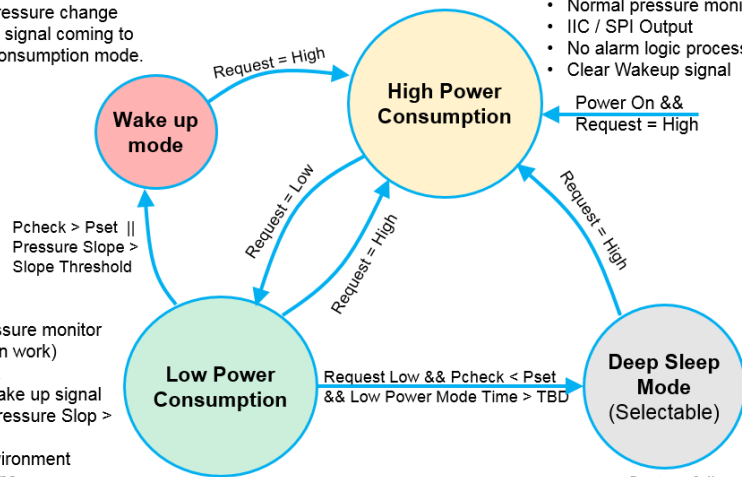 ressure change
signal coming to
onsumption mode.
Normal pressure moni
• IIC / SPI Output
• No alarm logic process
• Clear Wakeup signal
Request = High
High Power
Consumption
Power On &&
Request = High
Wake up
mode
Request = Low
Request = High
Request = High
Pcheck > Pset ||
Pressure Slope >
Slope Threshold
ssure monitor
n work)
ake up signal
ressure Slop >
ironment
Low Power
Consumption
Request Low && Pcheck < Pset
&& Low Power Mode Time > TBD
Deep Sleep
Mode
(Selectable)